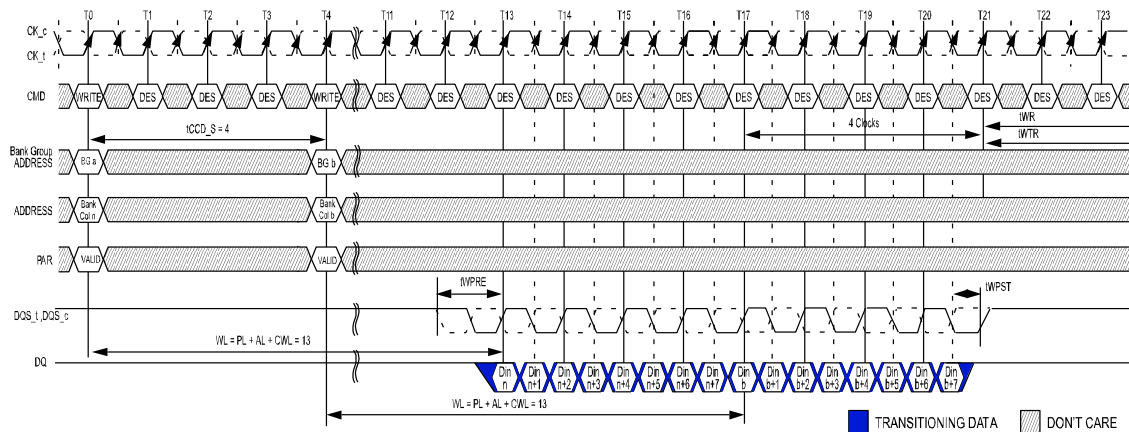 T0 T1 T2 T3 T4 T11 T12 T13 T14 T15 T16 T17 T18 T19 T20 T21 T22 T23
CK_c
CK_t
CMD WRITE DES DES DES WRITE DES DES DES DES DES DES DES DES DES DES DES DES DES
tCCD_S = 4
4 Clocks
tWR
tWTR
Bank Group
ADDRESS BG a BG b
ADDRESS Bank Col n Bank Col b
PAR VALID VALID
tWPRE tWPST
DQS_t ,DQS_c
WL = PL + AL + CWL = 13
DQ Din n Din n+1 Din n+2 Din n+3 Din n+4 Din n+5 Din n+6 Din n+7 Din b Din b+1 Din b+2 Din b+3 Din b+4 Din b+5 Din b+6 Din b+7
WL = PL + AL + CWL = 13
TRANSITIONING DATA DON'T CARE